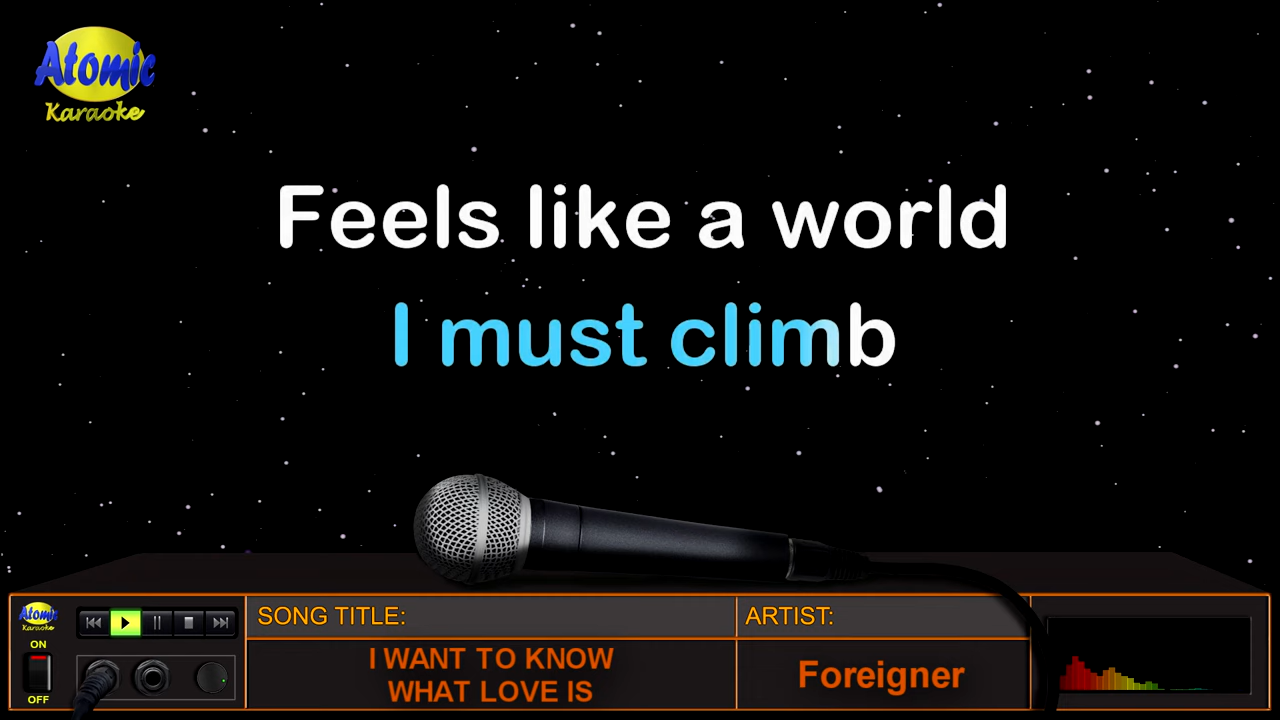 Atomic
Karaoke
Feels like a world
I must climb
Atomic
Karaoke
ON
OFF
SONG TITLE:
I WANT TO KNOW
WHAT LOVE IS
ARTIST:
Foreigner